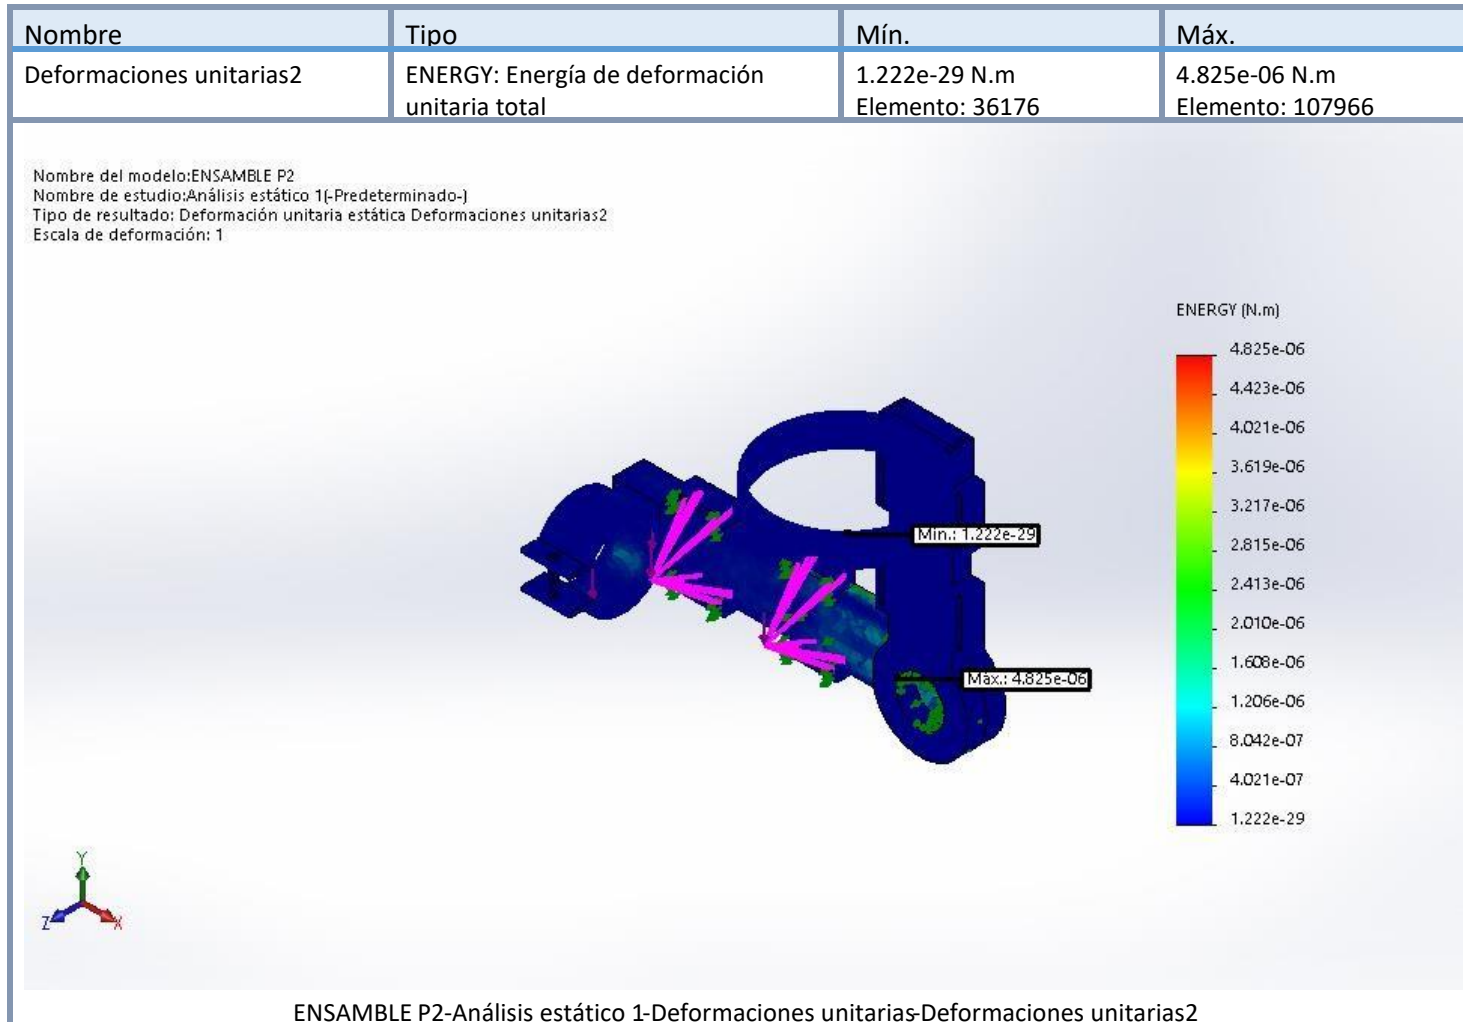 Nombre Tipo Mín. Máx.
Deformaciones unitarias2 ENERGY: Energía de deformación 1.222e-29 N.m 4.825e-06 N.m
unitaria total Elemento: 36176 Elemento: 107966
Nombre del modelo:ENSAMBLE P2
Nombre de estudio:Análisis estático 1(-Predeterminado-)
Tipo de resultado: Deformación unitaria estática Deformaciones unitarias2
Escala de deformación: 1
ENERGY (N.m)
4.825e-06
4.423e-06
4.021e-06
3.619e-06
3.217e-06
2.815e-06
2.413e-06
2.010e-06
1.608e-06
1.206e-06
8.042e-07
4.021e-07
1.222e-29
Mín.: 1.222e-29
Máx.: 4.825e-06
Y
Z X
ENSAMBLE P2-Análisis estático 1-Deformaciones unitarias-Deformaciones unitarias2